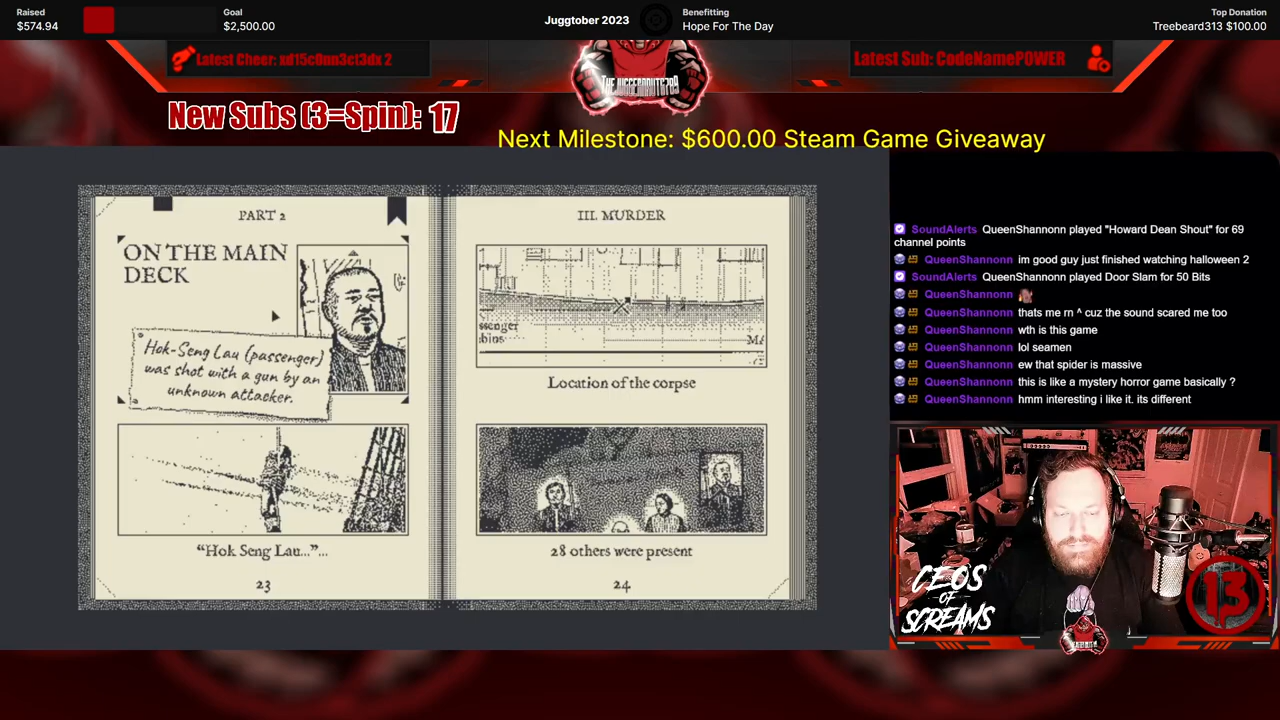 Raised
$574.94
Goal
$2,500.00
Juggtober 2023
Benefitting
Hope For The Day
Top Donation
Treebeard313 $100.00
Latest Cheer: xd15c0nn3ct3dx 2
THEJUGGERNAUT6789
Latest Sub: CodeNamePOWER
New Subs (3=Spin): 17
Next Milestone: $600.00 Steam Game Giveaway
PART 2
ON THE MAIN
DECK
Hok-Seng Lau (passenger)
was shot with a gun by an
unknown attacker.
"Hok Seng Lau..."...
23
III. MURDER
Location of the corpse
28 others were present
24
SoundAlerts QueenShannonn played "Howard Dean Shout" for 69
channel points
QueenShannonn im good guy just finished watching halloween 2
SoundAlerts QueenShannonn played Door Slam for 50 Bits
QueenShannonn
QueenShannonn thats me rn ^ cuz the sound scared me too
QueenShannonn wth is this game
QueenShannonn lol seamen
QueenShannonn ew that spider is massive
QueenShannonn this is like a mystery horror game basically ?
QueenShannonn hmm interesting i like it. its different
CEOS
OF
SCREAMS
13